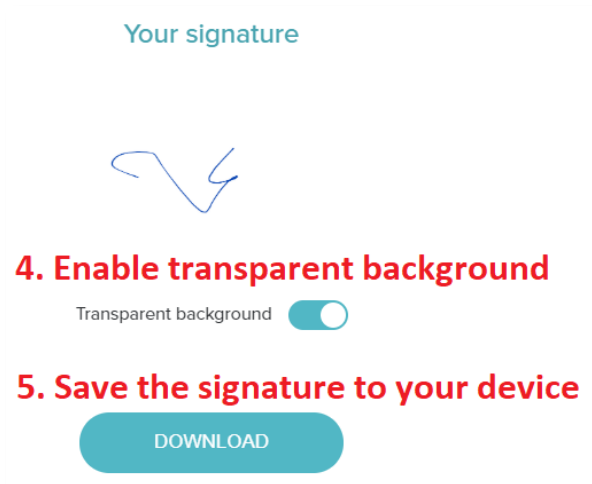 Your signature
4. Enable transparent background
Transparent background
5. Save the signature to your device
DOWNLOAD